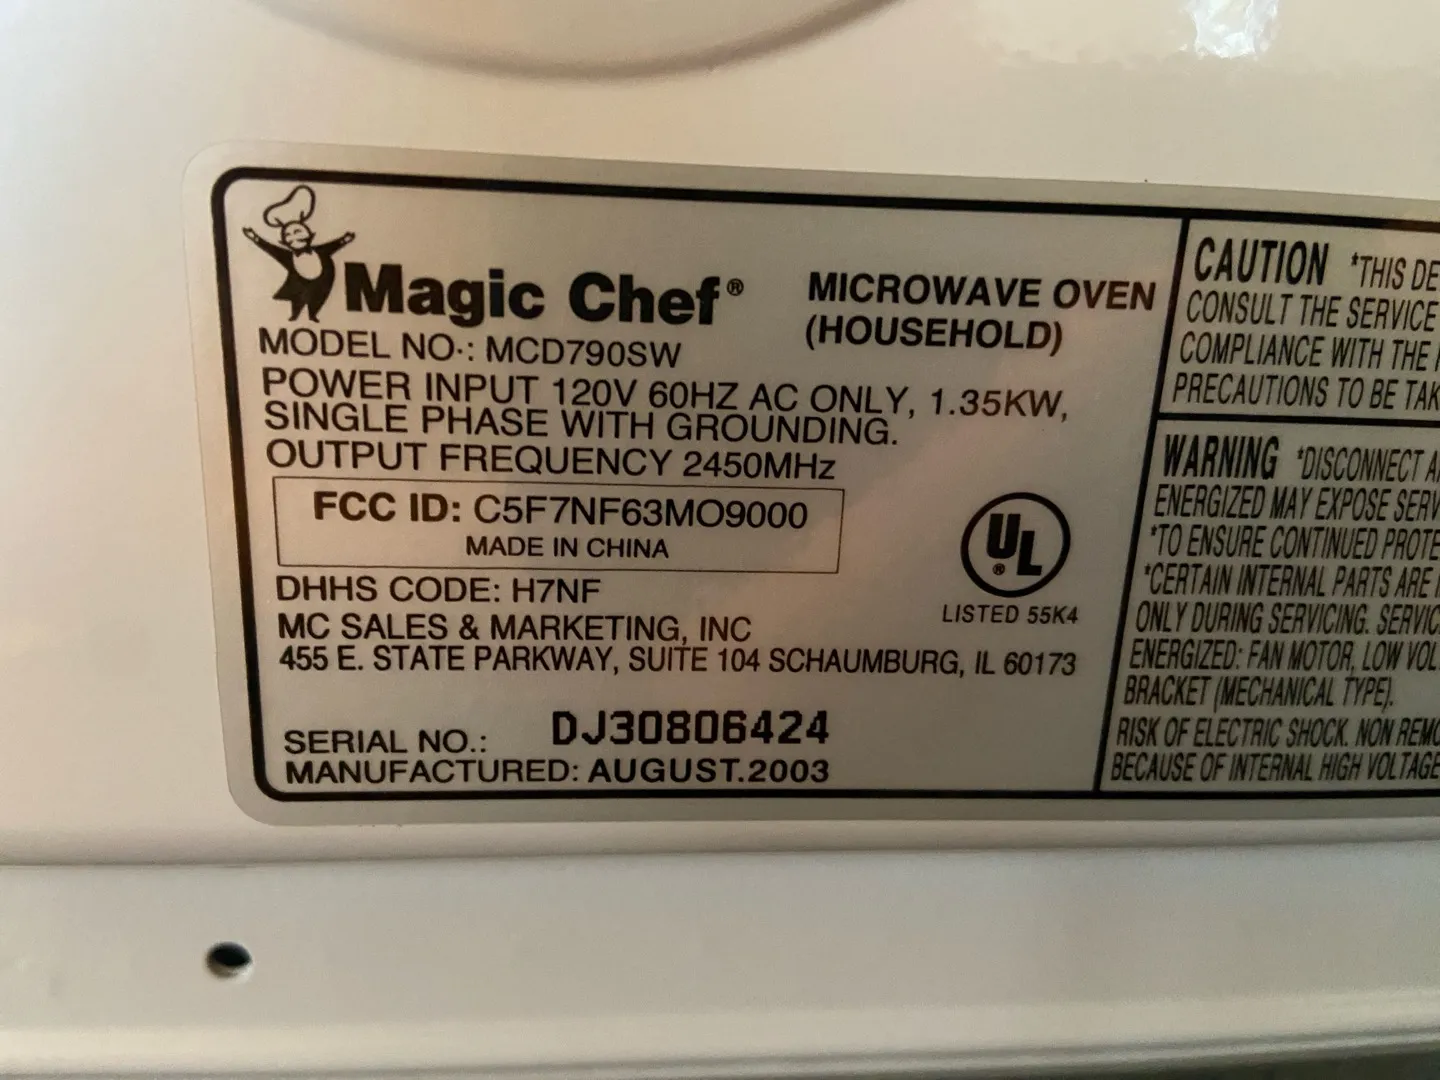 Magic Chef®
MICROWAVE OVEN
(HOUSEHOLD)
MODEL NO.: MCD790SW
POWER INPUT 120V 60HZ AC ONLY, 1.35KW,
SINGLE PHASE WITH GROUNDING.
OUTPUT FREQUENCY 2450MHz
FCC ID: C5F7NF63MO9000
MADE IN CHINA
DHHS CODE: H7NF
MC SALES & MARKETING, INC
455 E. STATE PARKWAY, SUITE 104 SCHAUMBURG, IL 60173
UL®
LISTED 55K4
SERIAL NO.: DJ30806424
MANUFACTURED: AUGUST.2003
CAUTION *THIS
CONSULT THE SERVICE
COMPLIANCE WITH THE
PRECAUTIONS TO BE
WARNING *DISCONNECT
ENERGIZED MAY EXPOSE
*TO ENSURE CONTINUED
*CERTAIN INTERNAL PARTS ARE
ONLY DURING SERVICING.
ENERGIZED: FAN MOTOR, LOW
BRACKET (MECHANICAL TYPE).
RISK OF ELECTRIC SHOCK. NON
BECAUSE OF INTERNAL HIGH VOLTAGE